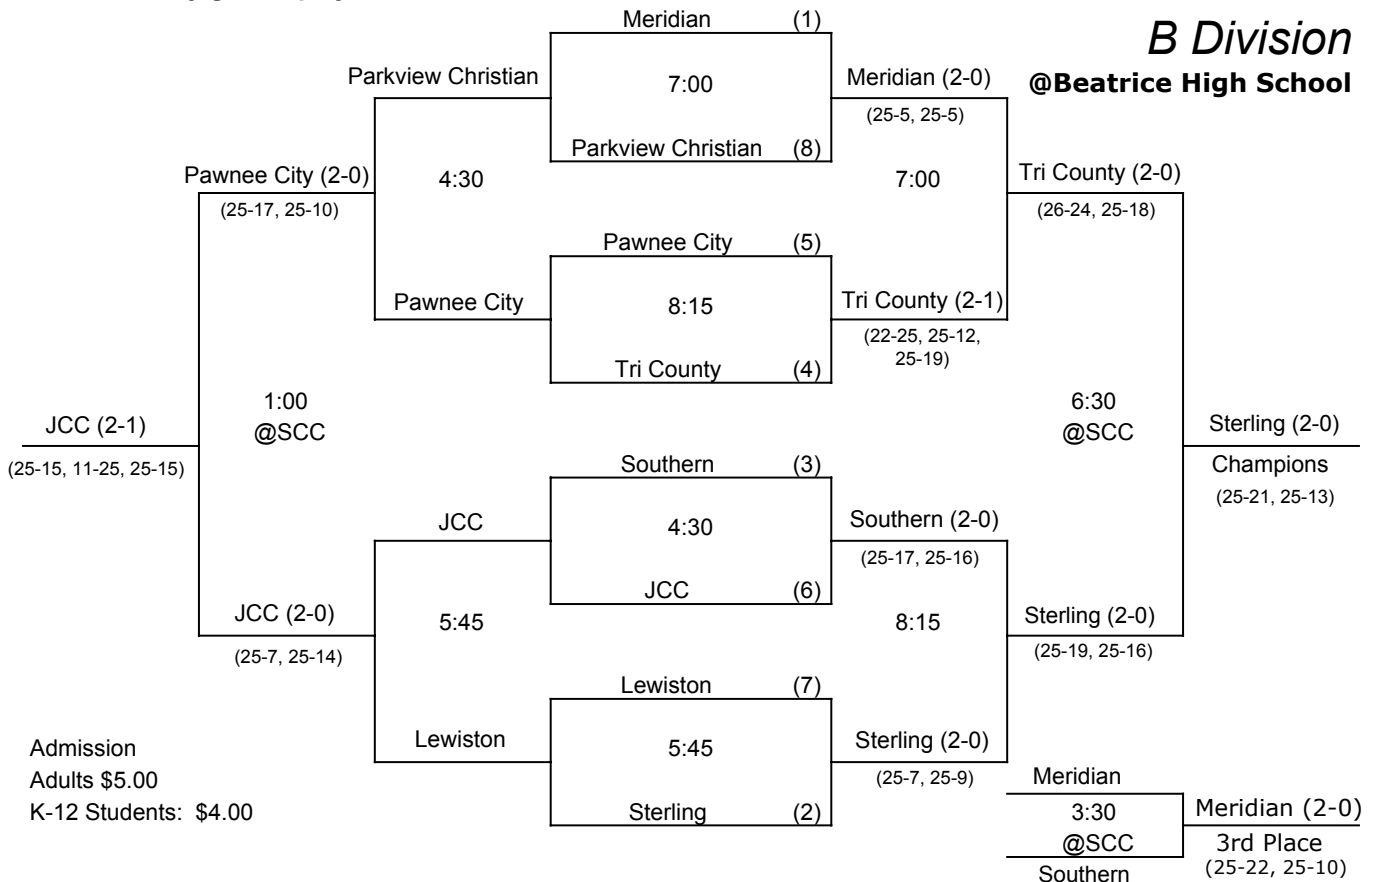 Meridian (1)
B Division
@Beatrice High School
Parkview Christian
7:00
Meridian (2-0)
(25-5, 25-5)
Parkview Christian (8)
Pawnee City (2-0)
4:30
7:00
Tri County (2-0)
(25-17, 25-10)
(26-24, 25-18)
Pawnee City (5)
Pawnee City
8:15
Tri County (2-1)
(22-25, 25-12,
25-19)
Tri County (4)
1:00
@SCC
6:30
@SCC
JCC (2-1)
(25-15, 11-25, 25-15)
Sterling (2-0)
Champions
(25-21, 25-13)
Southern (3)
JCC
4:30
Southern (2-0)
(25-17, 25-16)
JCC (6)
JCC (2-0)
(25-7, 25-14)
5:45
8:15
Sterling (2-0)
(25-19, 25-16)
Lewiston (7)
Lewiston
5:45
Sterling (2-0)
(25-7, 25-9)
Sterling (2)
Admission
Adults $5.00
K-12 Students: $4.00
Meridian
3:30
@SCC
Southern
Meridian (2-0)
3rd Place
(25-22, 25-10)